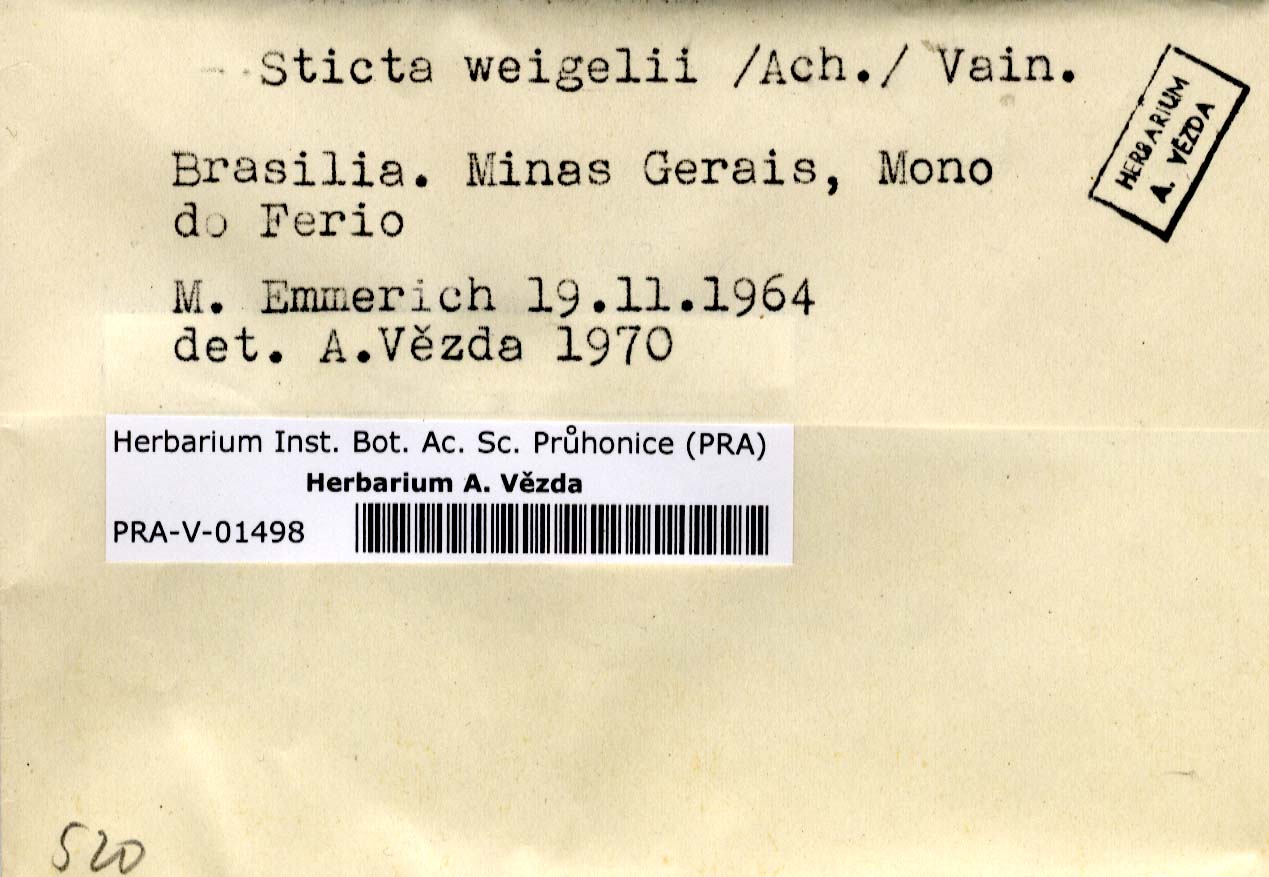 Sticta weigelii /Ach./ Vain.
HERBARIUM
A. VĚZDA
Brasilia. Minas Gerais, Mono
do Ferio
M. Emmerich 19.11.1964
det. A.Vězda 1970
Herbarium Inst. Bot. Ac. Sc. Průhonice (PRA)
Herbarium A. Vězda
PRA-V-01498
520